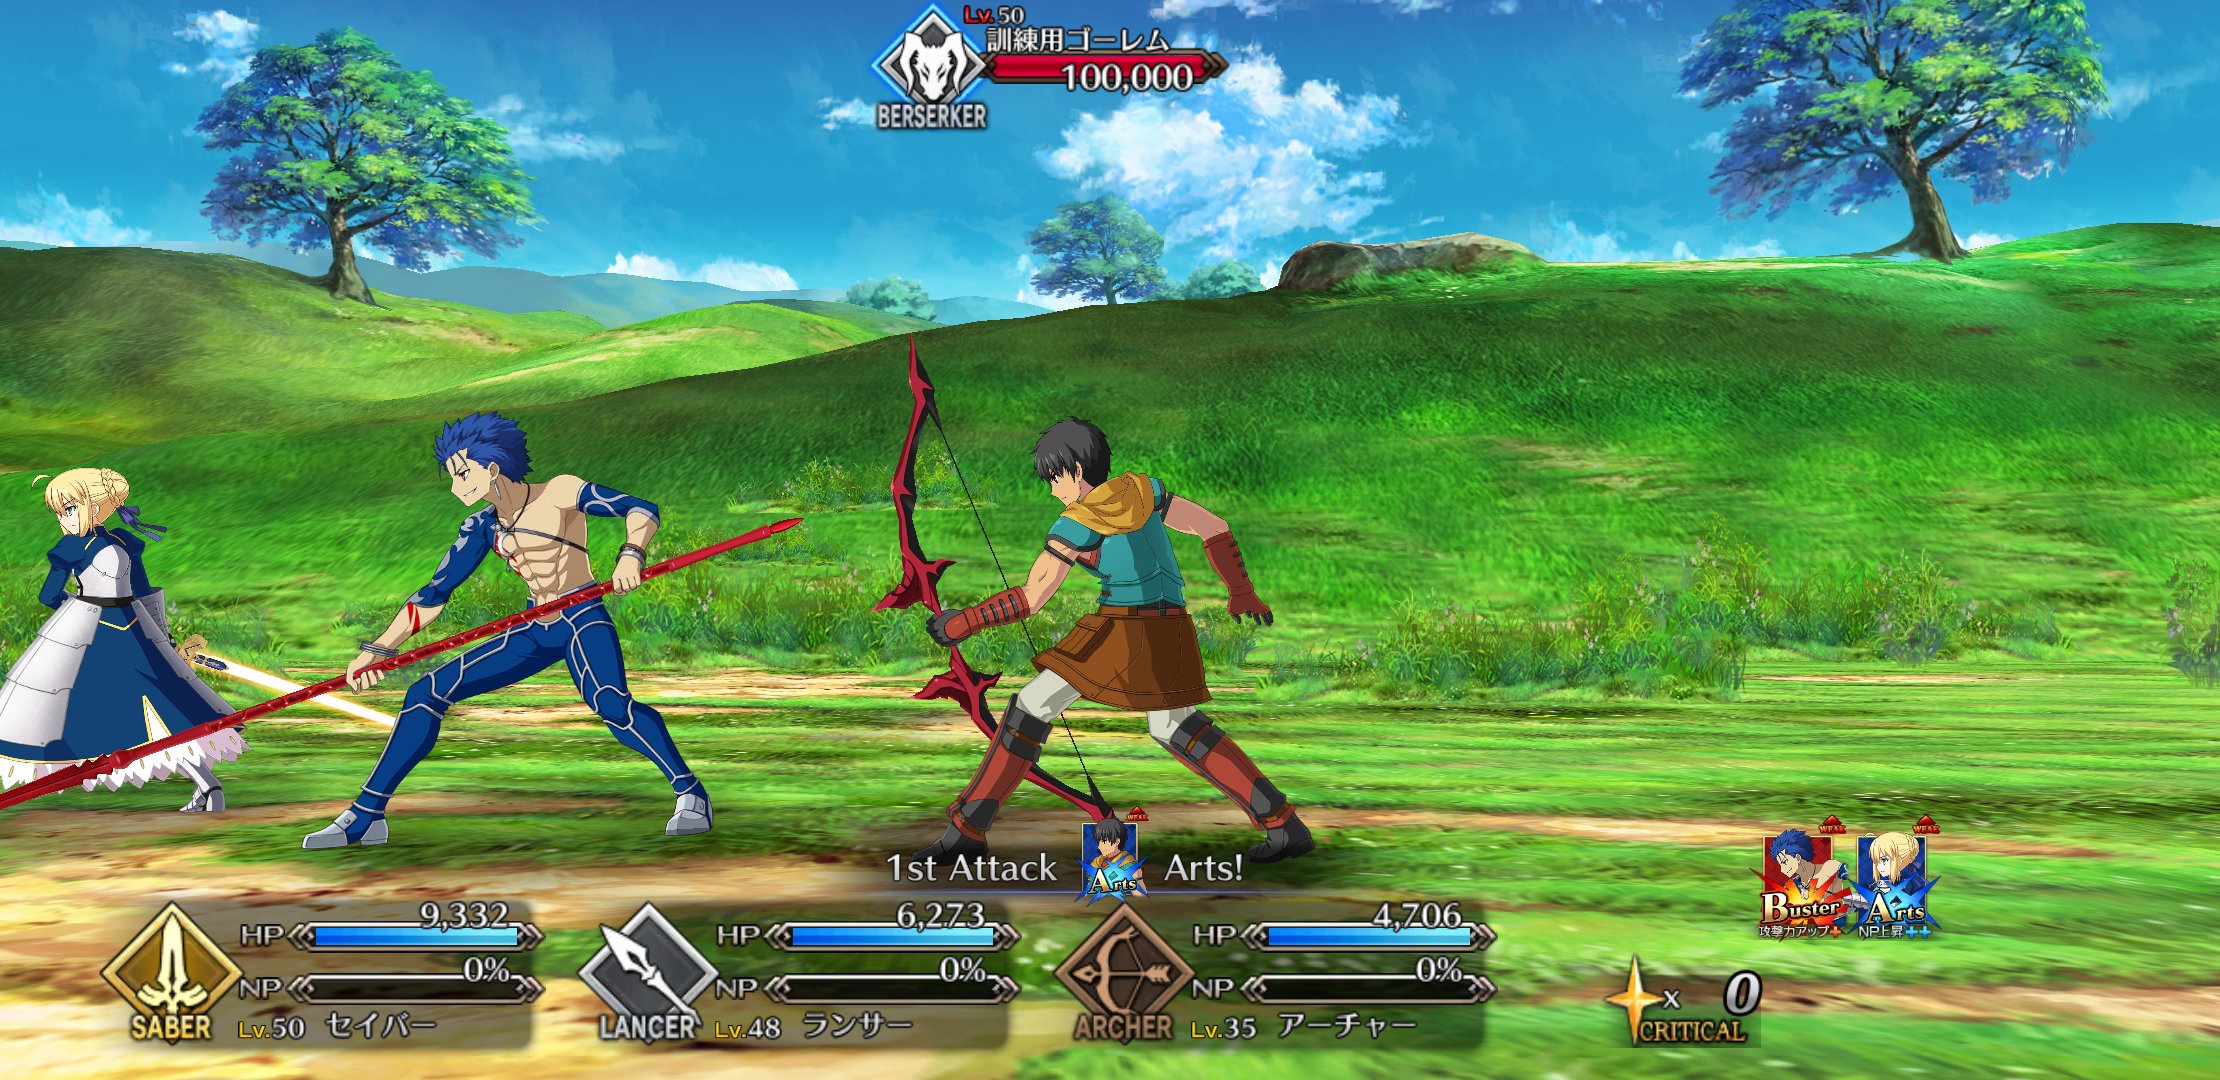 Lv.50
訓練用ゴーレム
100,000
BERSERKER
1st Attack Arts Arts!
WEAK
WEAK
WEAK
Buster
攻撃力アップ+
Arts
NP上昇++
HP 9,332
NP 0%
SABER Lv.50 セイバー
HP 6,273
NP 0%
LANCER Lv.48 ランサー
HP 4,706
NP 0%
ARCHER Lv.35 アーチャー
x 0
CRITICAL